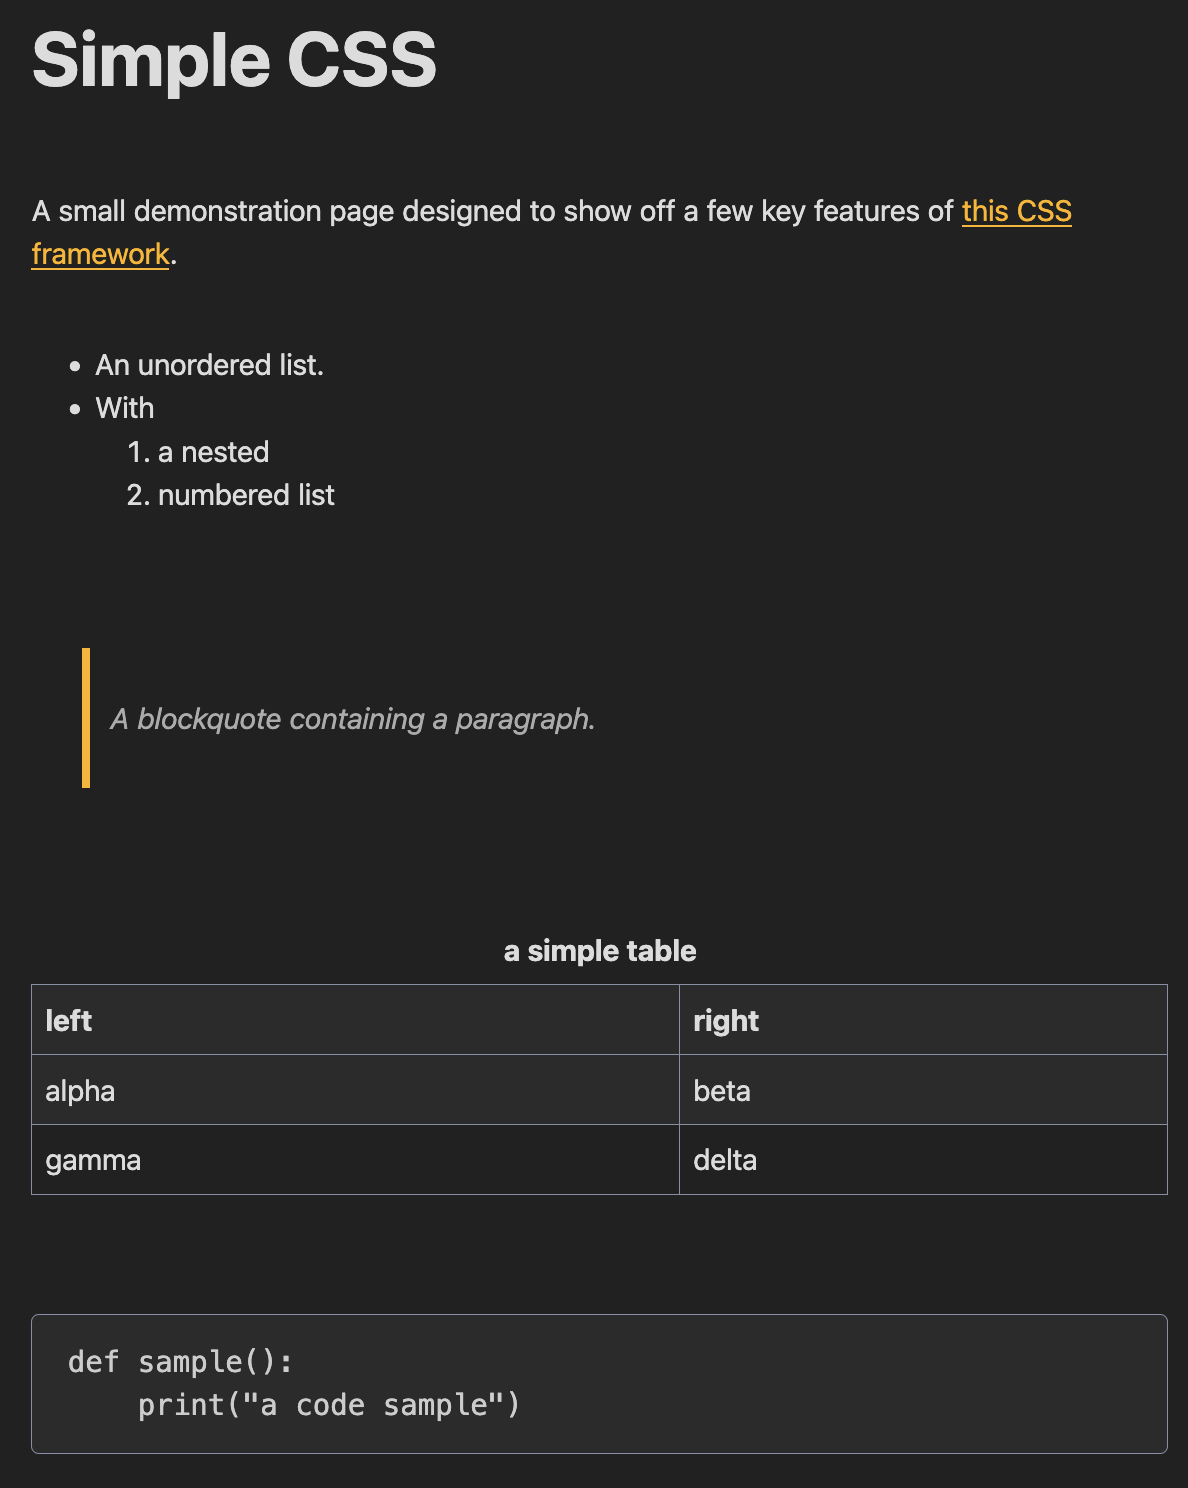 Simple CSS
A small demonstration page designed to show off a few key features of this CSS
framework.
• An unordered list.
• With
1. a nested
2. numbered list
A blockquote containing a paragraph.
a simple table
left right
alpha beta
gamma delta
def sample():
    print("a code sample")